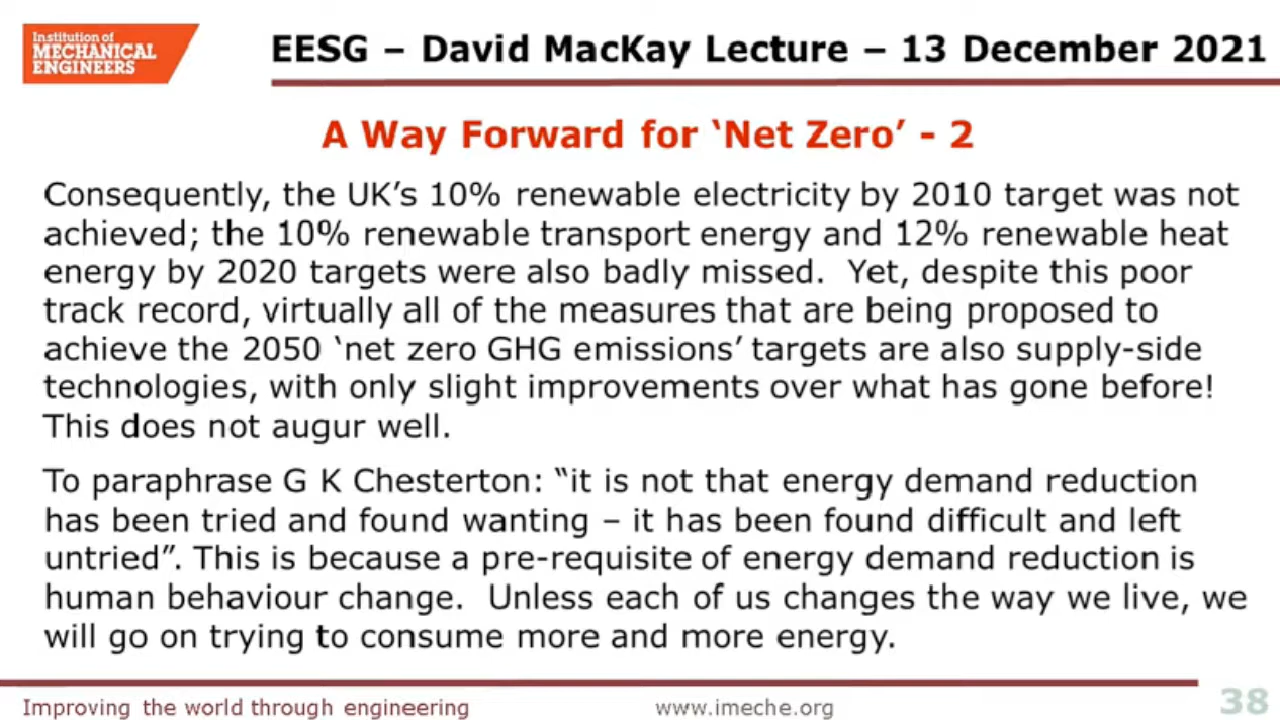 Institution of
MECHANICAL
ENGINEERS
EESG – David MacKay Lecture – 13 December 2021
A Way Forward for ‘Net Zero’ - 2
Consequently, the UK’s 10% renewable electricity by 2010 target was not
achieved; the 10% renewable transport energy and 12% renewable heat
energy by 2020 targets were also badly missed.  Yet, despite this poor
track record, virtually all of the measures that are being proposed to
achieve the 2050 ‘net zero GHG emissions’ targets are also supply-side
technologies, with only slight improvements over what has gone before!
This does not augur well.
To paraphrase G K Chesterton: “it is not that energy demand reduction
has been tried and found wanting – it has been found difficult and left
untried”. This is because a pre-requisite of energy demand reduction is
human behaviour change.  Unless each of us changes the way we live, we
will go on trying to consume more and more energy.
Improving the world through engineering
www.imeche.org
38